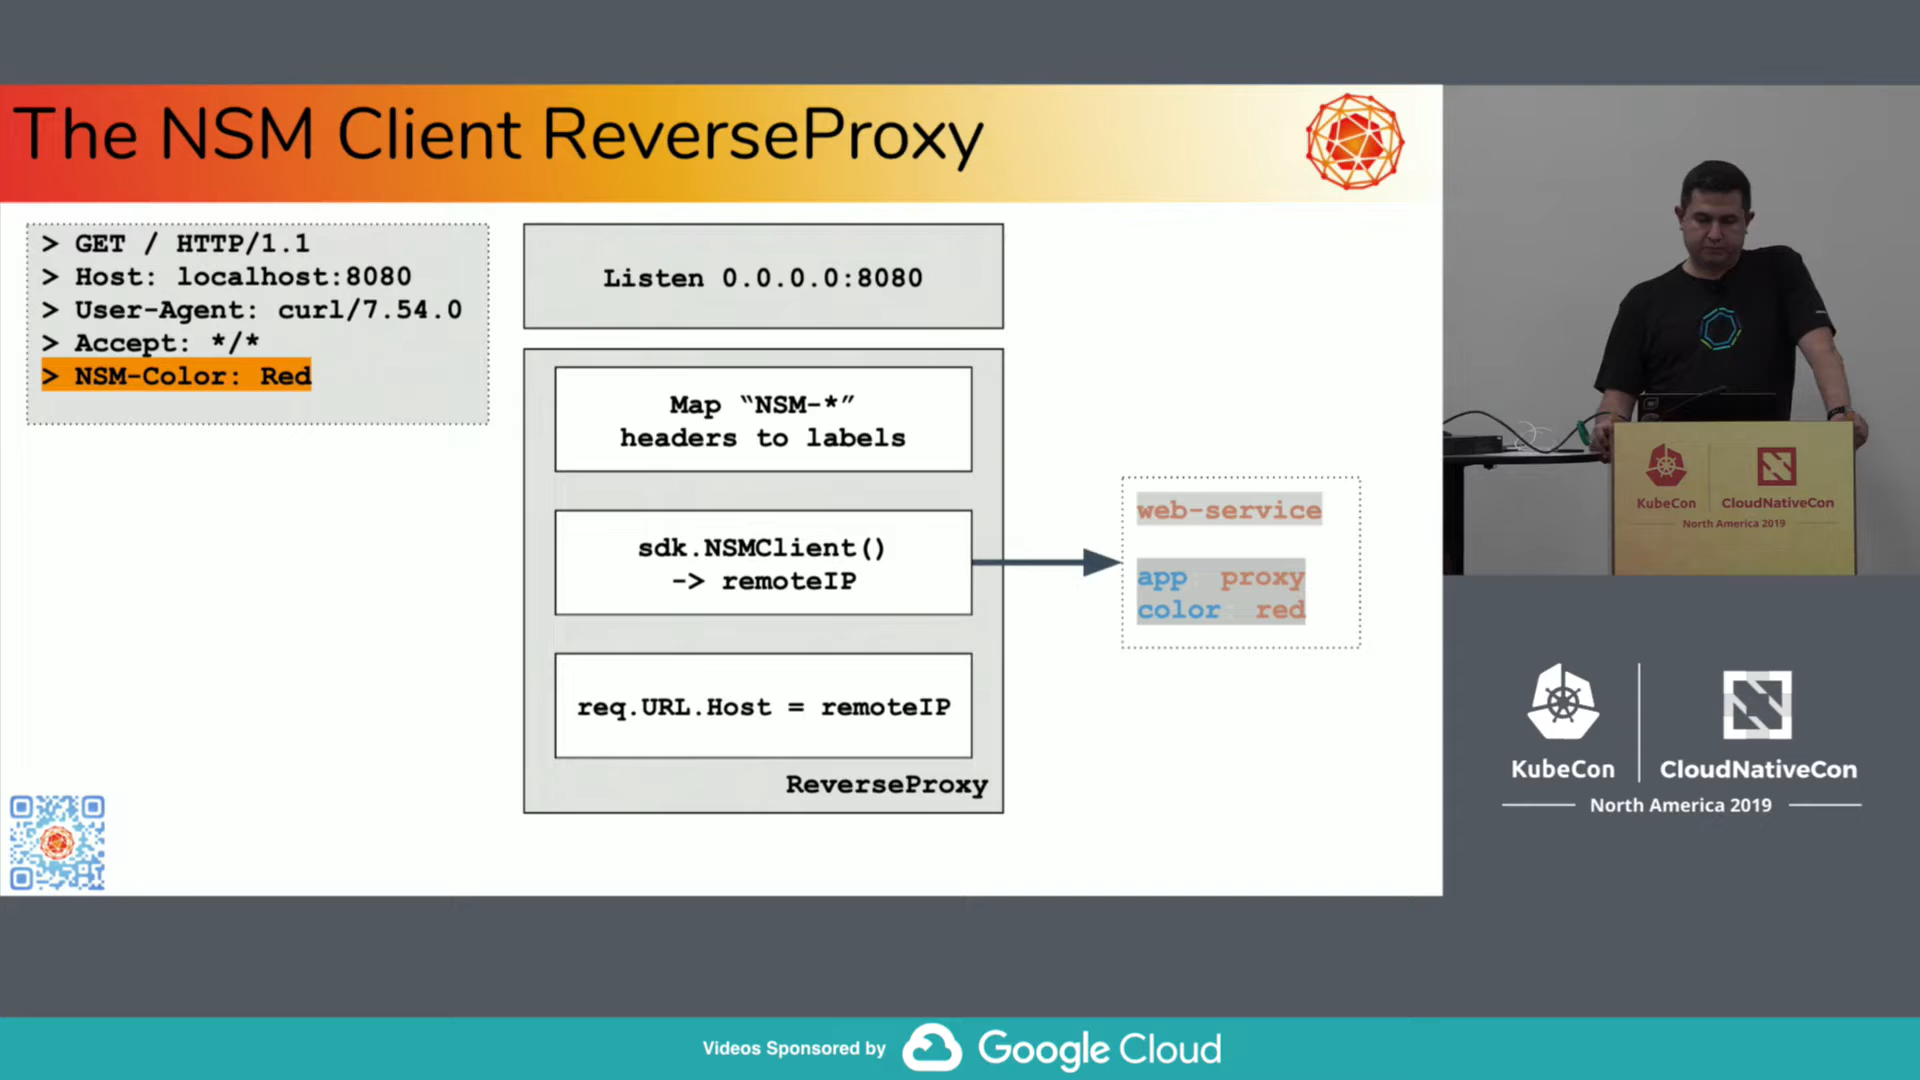 The NSM Client ReverseProxy
> GET / HTTP/1.1
> Host: localhost:8080
> User-Agent: curl/7.54.0
> Accept: */*
> NSM-Color: Red
Listen 0.0.0.0:8080
Map “NSM-*”
headers to labels
sdk.NSMClient()
-> remoteIP
req.URL.Host = remoteIP
ReverseProxy
web-service
app: proxy
color: red
KubeCon
CloudNativeCon
North America 2019
KubeCon
CloudNativeCon
North America 2019
Videos Sponsored by
Google Cloud